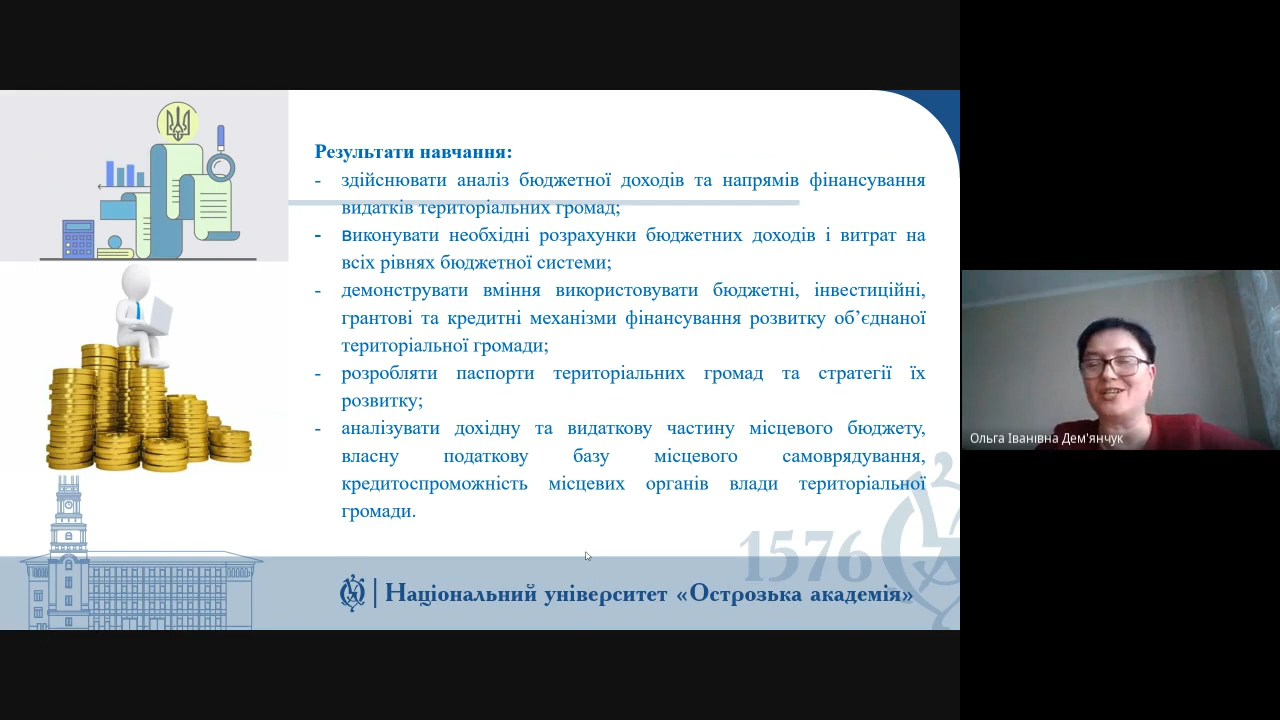 Результати навчання:
- здійснювати аналіз бюджетної доходів та напрямів фінансування
видатків територіальних громад;
- виконувати необхідні розрахунки бюджетних доходів і витрат на
всіх рівнях бюджетної системи;
- демонструвати вміння використовувати бюджетні, інвестиційні,
грантові та кредитні механізми фінансування розвитку об’єднаної
територіальної громади;
- розробляти паспорти територіальних громад та стратегії їх
розвитку;
- аналізувати дохідну та видаткову частину місцевого бюджету,
власну податкову базу місцевого самоврядування,
кредитоспроможність місцевих органів влади територіальної
громади.
1576
Національний університет «Острозька академія»
Ольга Іванівна Дем'янчук